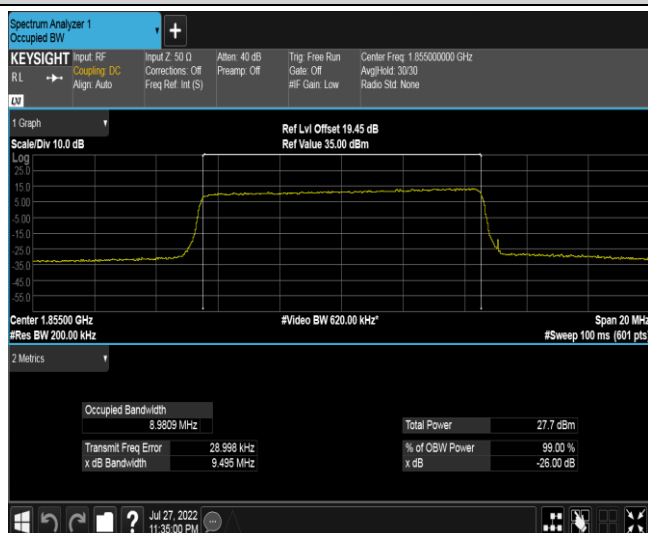 Spectrum Analyzer 1
Occupied BW
+
KEYSIGHT
RL
LXI
Input: RF
Coupling: DC
Align: Auto
Input Z: 50 Ω
Corrections: Off
Freq Ref: Int (S)
Atten: 40 dB
Preamp: Off
Trig: Free Run
Gate: Off
#IF Gain: Low
Center Freq: 1.855000000 GHz
Avg|Hold: 30/30
Radio Std: None
1 Graph
Scale/Div 10.0 dB
Ref Lvl Offset 19.45 dB
Ref Value 35.00 dBm
Log
25.0
15.0
5.00
-5.00
-15.0
-25.0
-35.0
-45.0
-55.0
Center 1.85500 GHz
#Video BW 620.00 kHz*
Span 20 MHz
#Res BW 200.00 kHz
#Sweep 100 ms (601 pts)
2 Metrics
Occupied Bandwidth
8.9809 MHz
Total Power 27.7 dBm
Transmit Freq Error 28.998 kHz
% of OBW Power 99.00 %
x dB Bandwidth 9.495 MHz
x dB -26.00 dB
?
Jul 27, 2022
11:35:00 PM